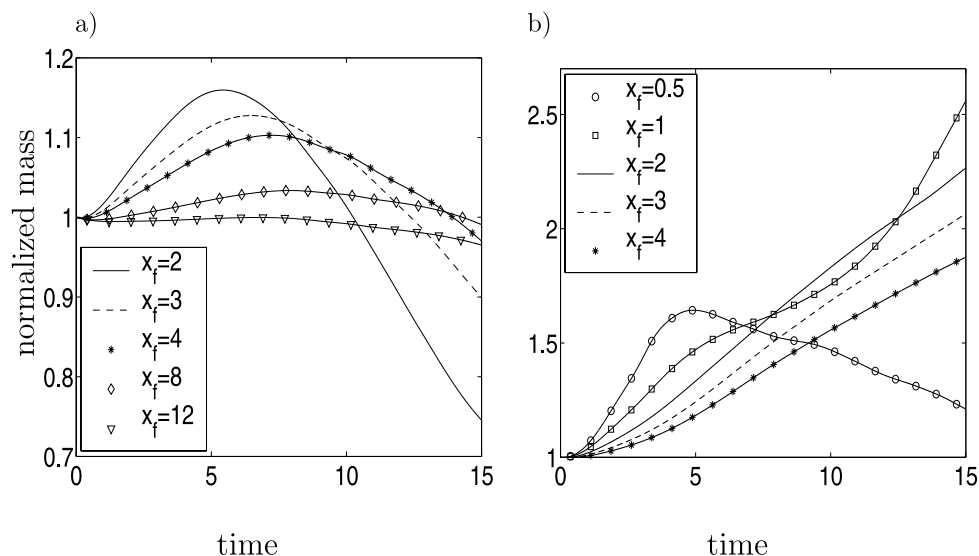 a)
normalized mass
1.2
1.1
1
0.9
0.8
0.7
0
5
10
15
x_f=2
x_f=3
x_f=4
x_f=8
x_f=12
time
b)
2.5
2
1.5
1
0
5
10
15
x_f=0.5
x_f=1
x_f=2
x_f=3
x_f=4
time